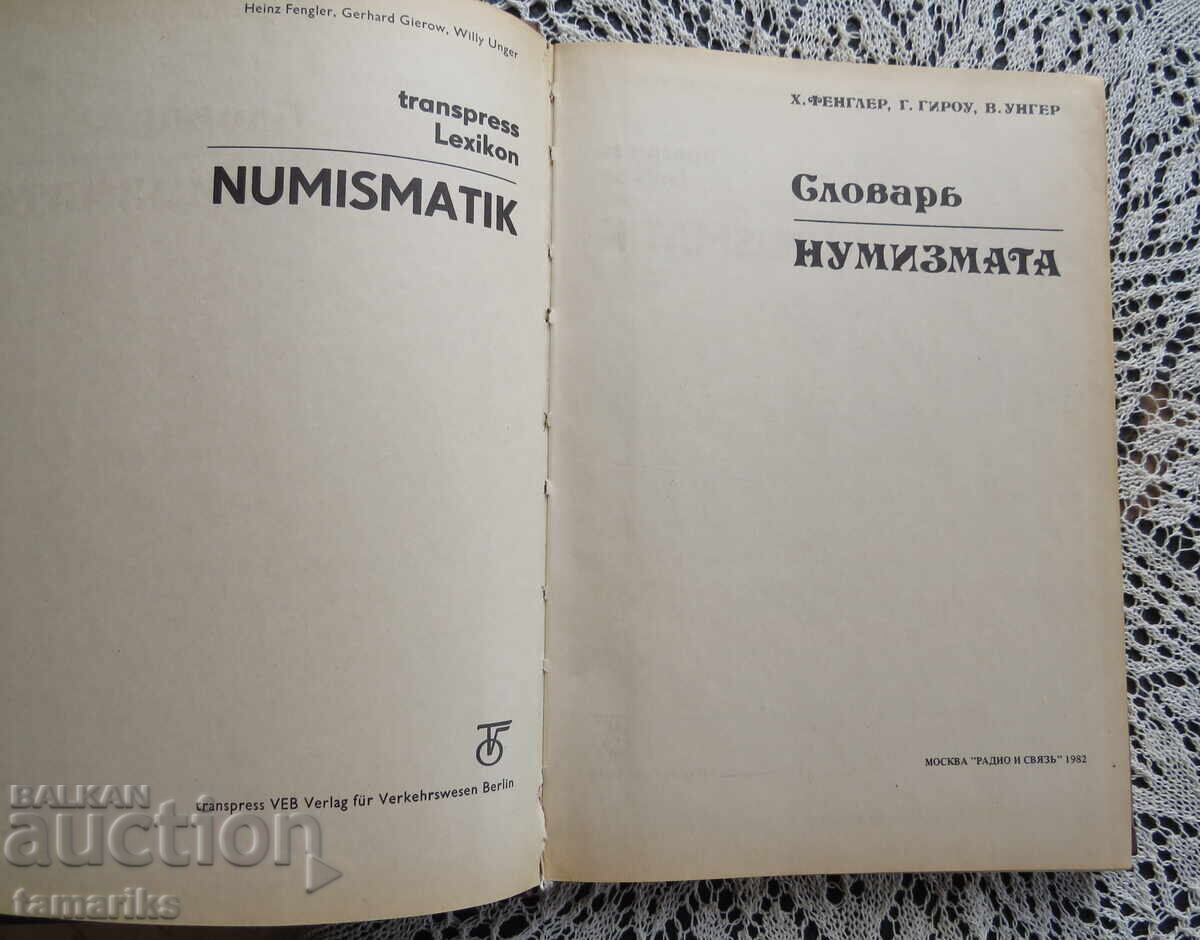 Heinz Fengler, Gerhard Gierow, Willy Unger
transpress
Lexikon
NUMISMATIK
transpress VEB Verlag für Verkehrswesen Berlin
Х. ФЕНГЛЕР, Г. ГИРОУ, В. УНГЕР
Словарь
НУМИЗМАТА
МОСКВА "РАДИО И СВЯЗЬ" 1982
BALKAN
auction
tamariks